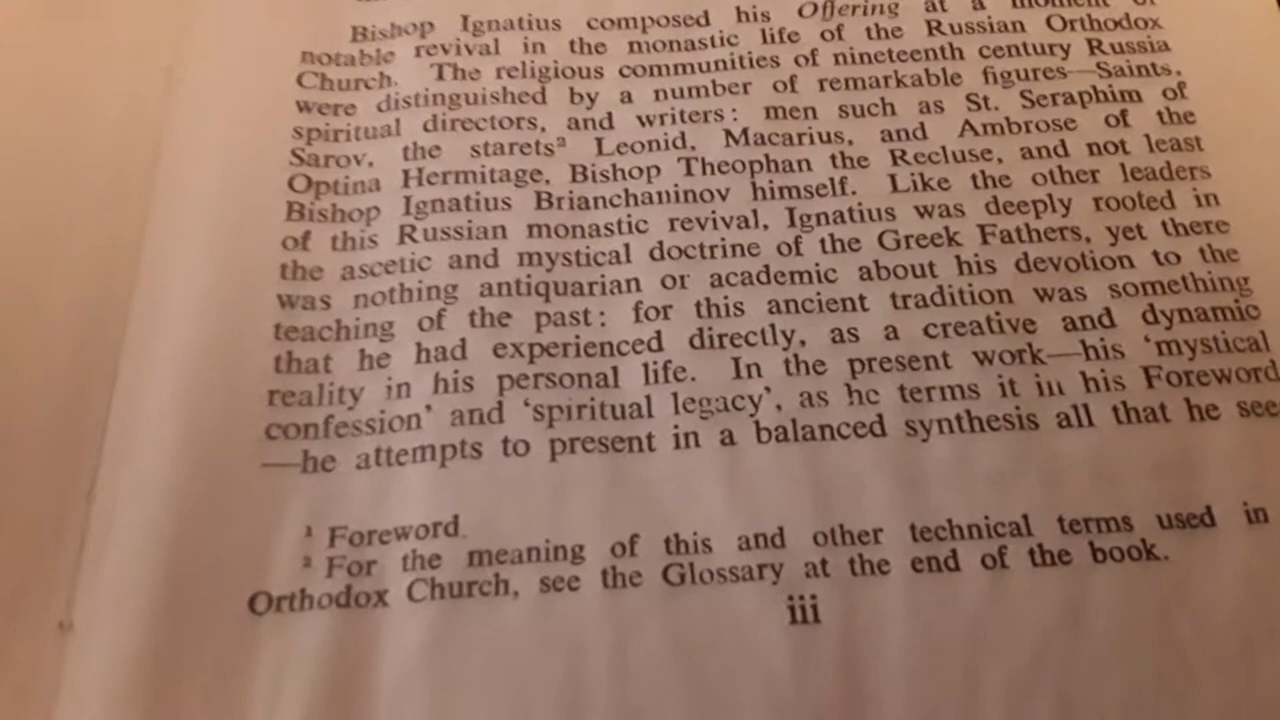 Bishop Ignatius composed his Offering at a moment of
notable revival in the monastic life of the Russian Orthodox
Church. The religious communities of nineteenth century Russia
were distinguished by a number of remarkable figures—Saints,
spiritual directors, and writers: men such as St. Seraphim of
Sarov, the starets² Leonid, Macarius, and Ambrose of the
Optina Hermitage, Bishop Theophan the Recluse, and not least
Bishop Ignatius Brianchaninov himself. Like the other leaders
of this Russian monastic revival, Ignatius was deeply rooted in
the ascetic and mystical doctrine of the Greek Fathers, yet there
was nothing antiquarian or academic about his devotion to the
teaching of the past: for this ancient tradition was something
that he had experienced directly, as a creative and dynamic
reality in his personal life. In the present work—his ‘mystical
confession’ and ‘spiritual legacy’, as he terms it in his Foreword
—he attempts to present in a balanced synthesis all that he see
¹ Foreword.
² For the meaning of this and other technical terms used in
Orthodox Church, see the Glossary at the end of the book.
iii